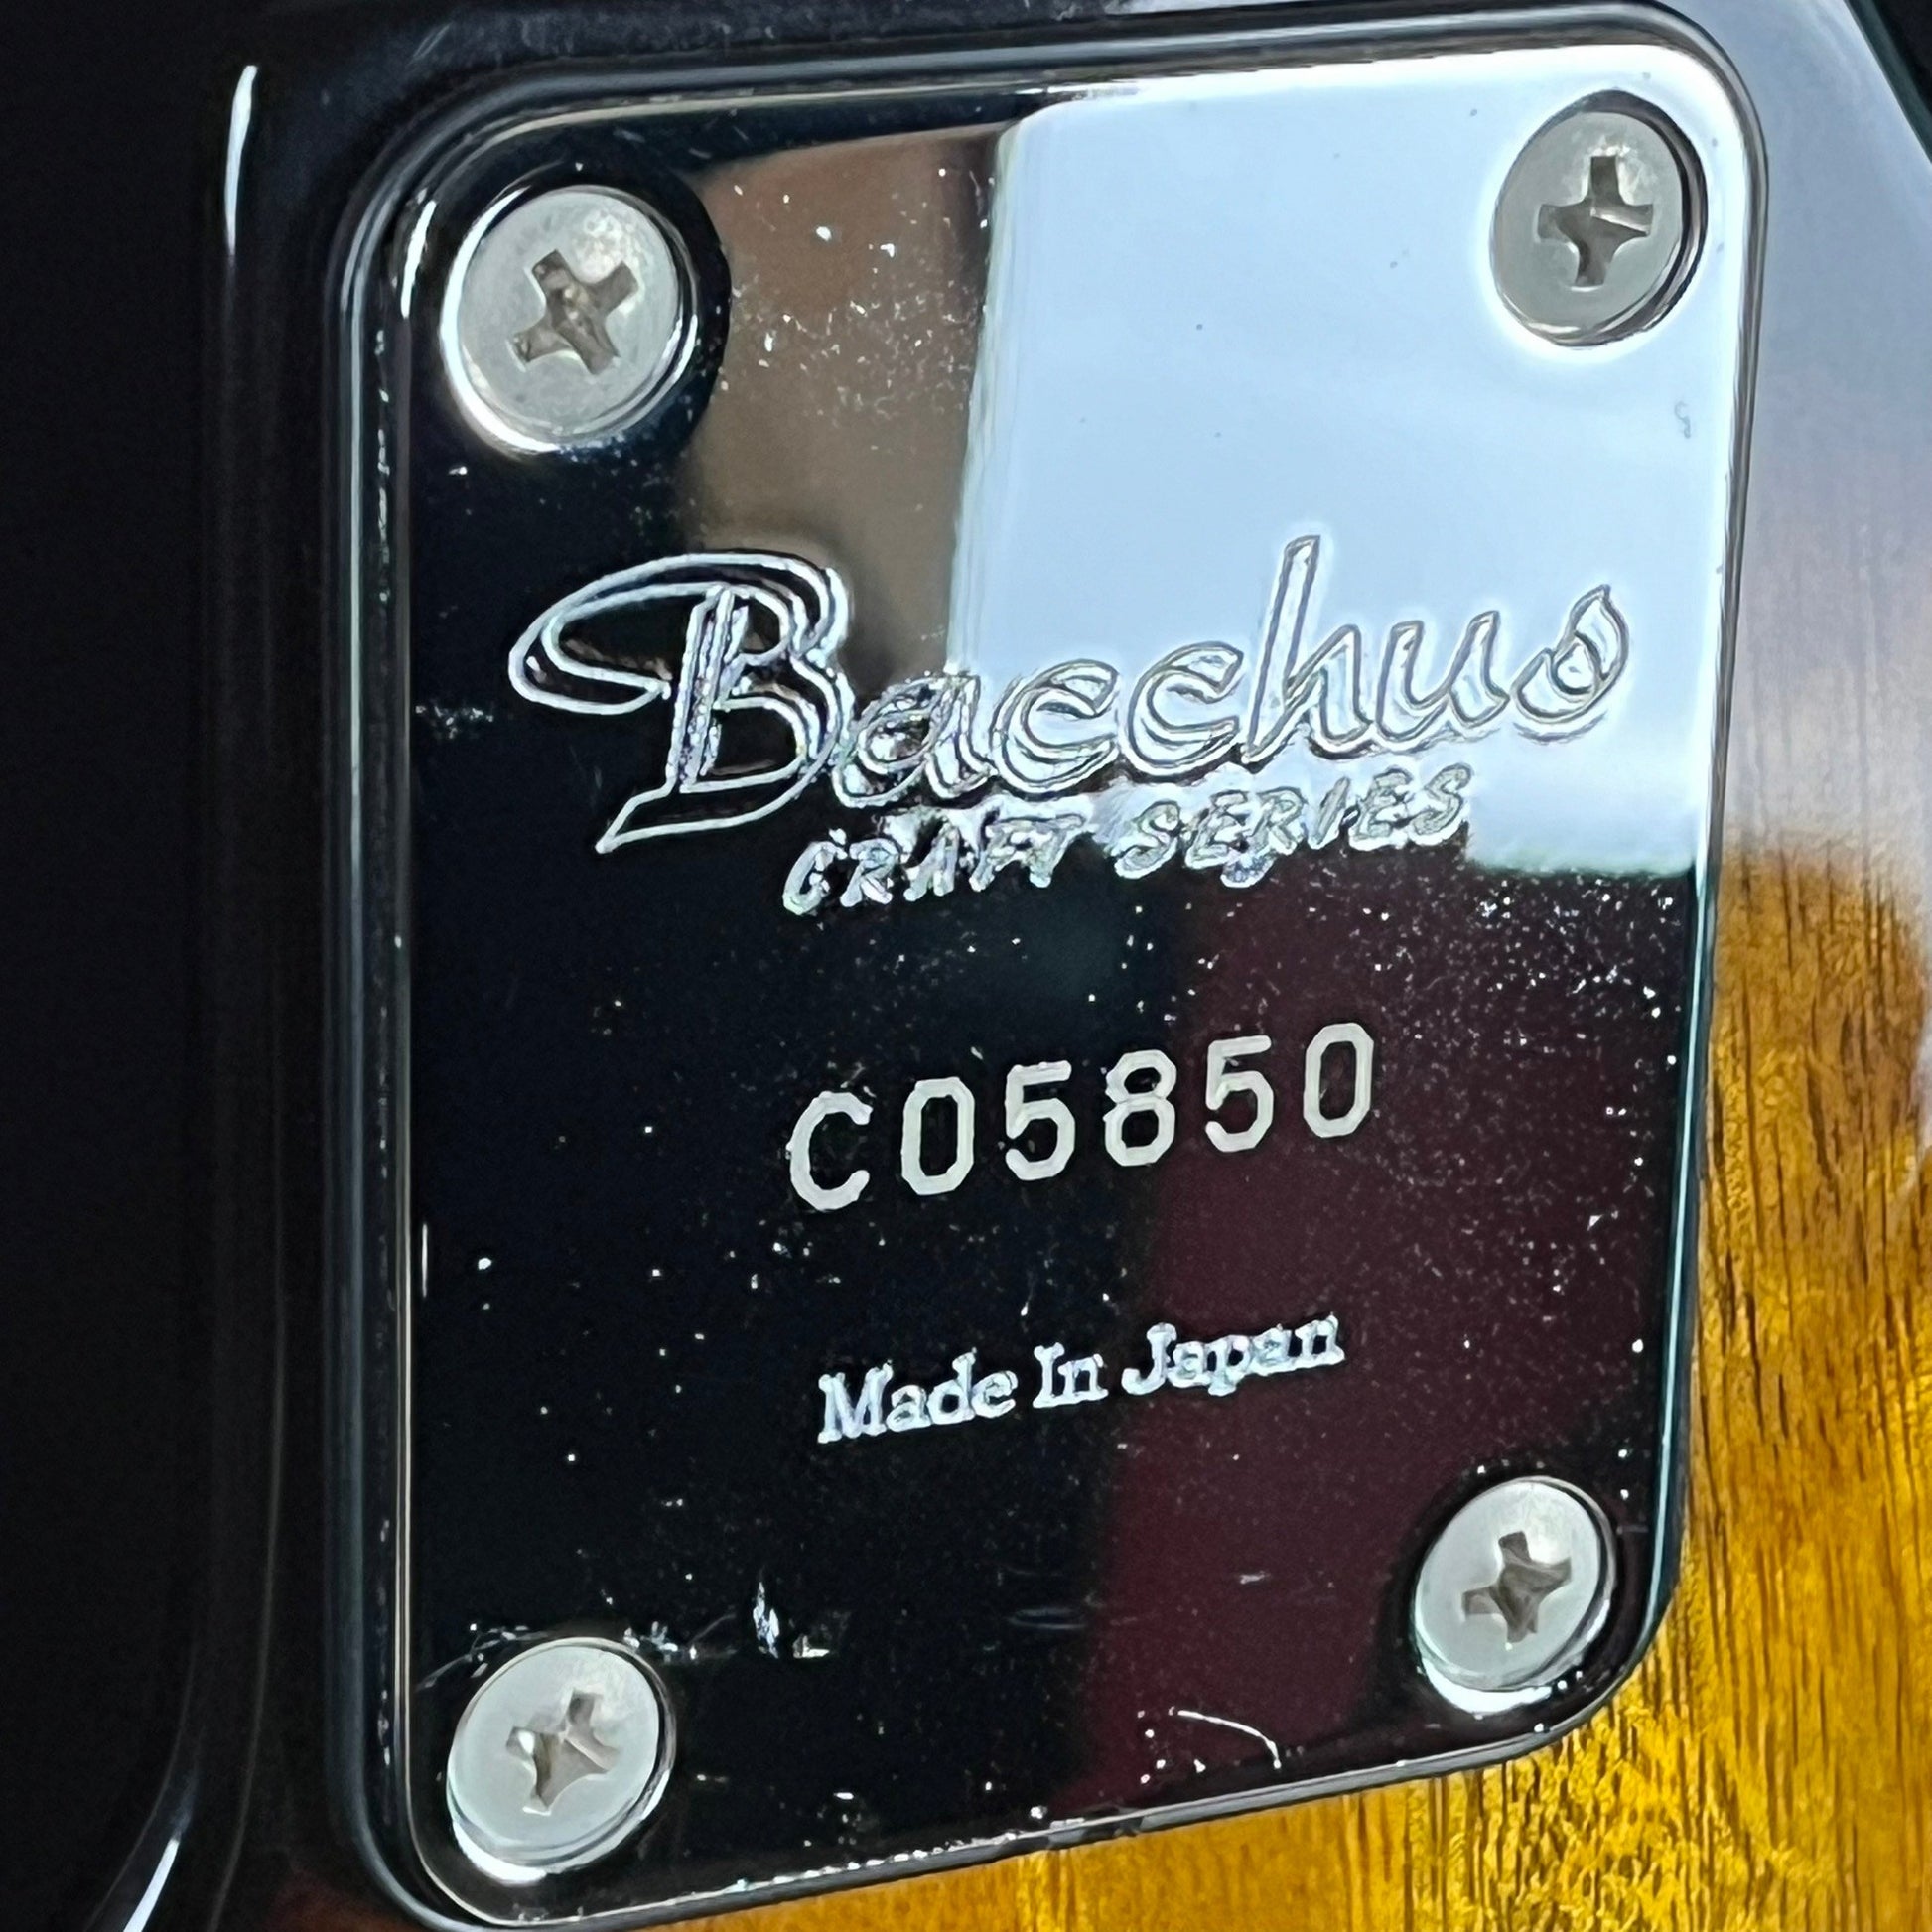 Bacchus
CRAFT SERIES
C05850
Made In Japan